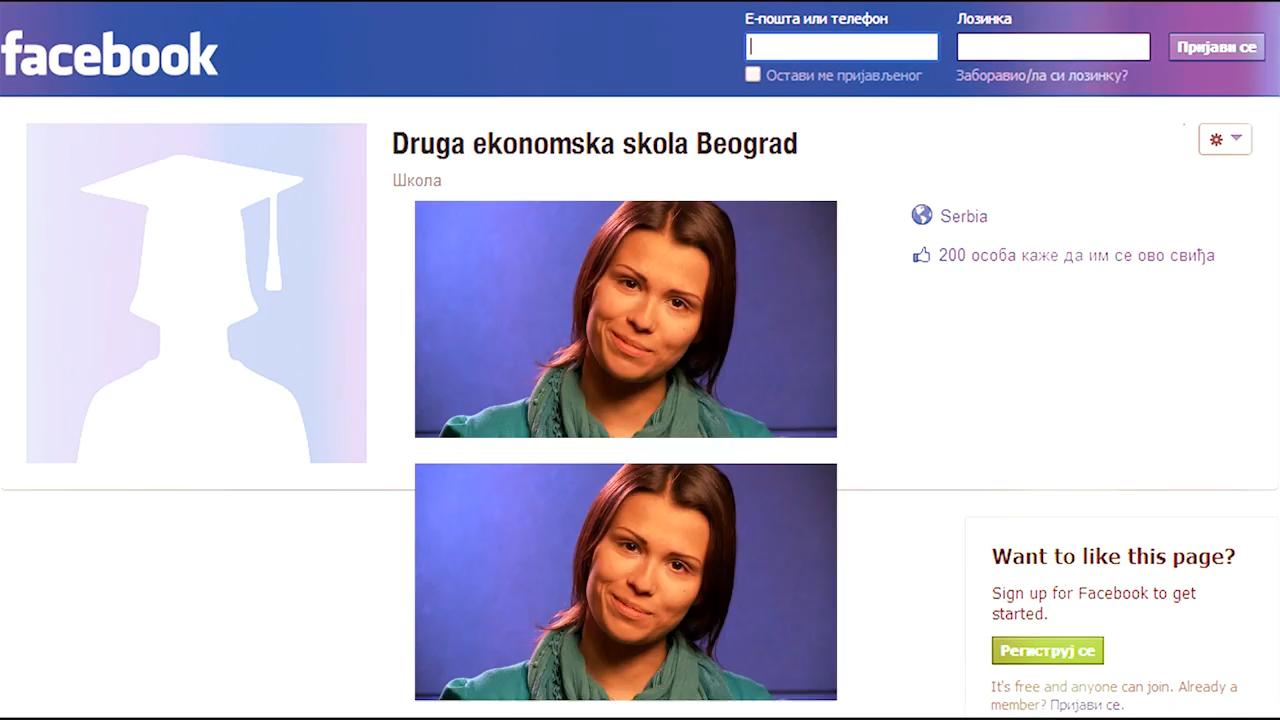 Е-пошта или телефон
Лозинка
facebook
Пријави се
Остави ме пријављеног
Заборавио/ла си лозинку?
Druga ekonomska skola Beograd
Школа
Serbia
200 особа каже да им се ово свиђа
Want to like this page?
Sign up for Facebook to get
started.
Региструј се
It's free and anyone can join. Already a
member? Пријави се.